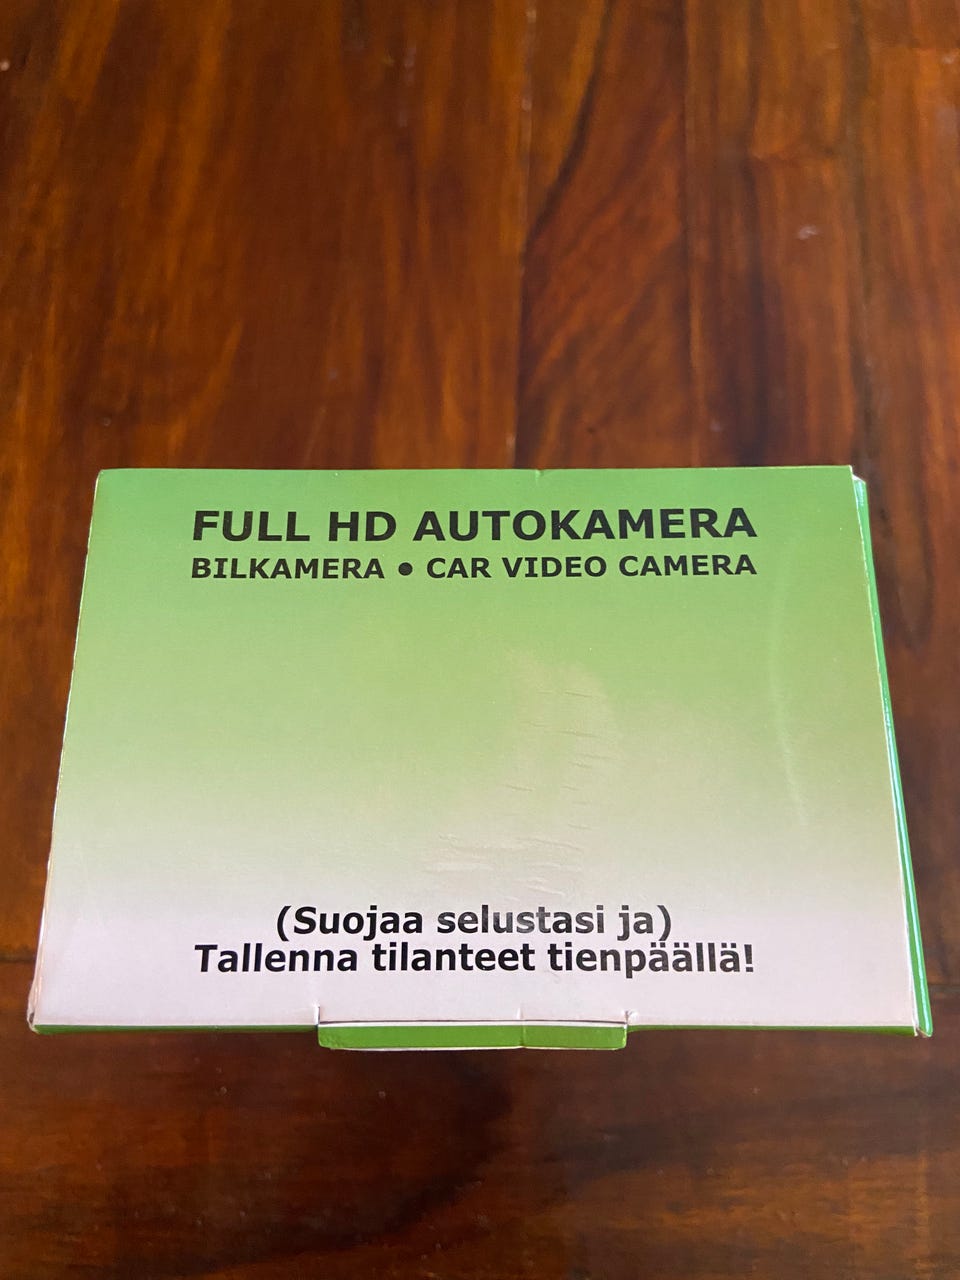 FULL HD AUTOKAMERA
BILKAMERA • CAR VIDEO CAMERA
(Suojaa selustasi ja)
Tallenna tilanteet tienpäällä!